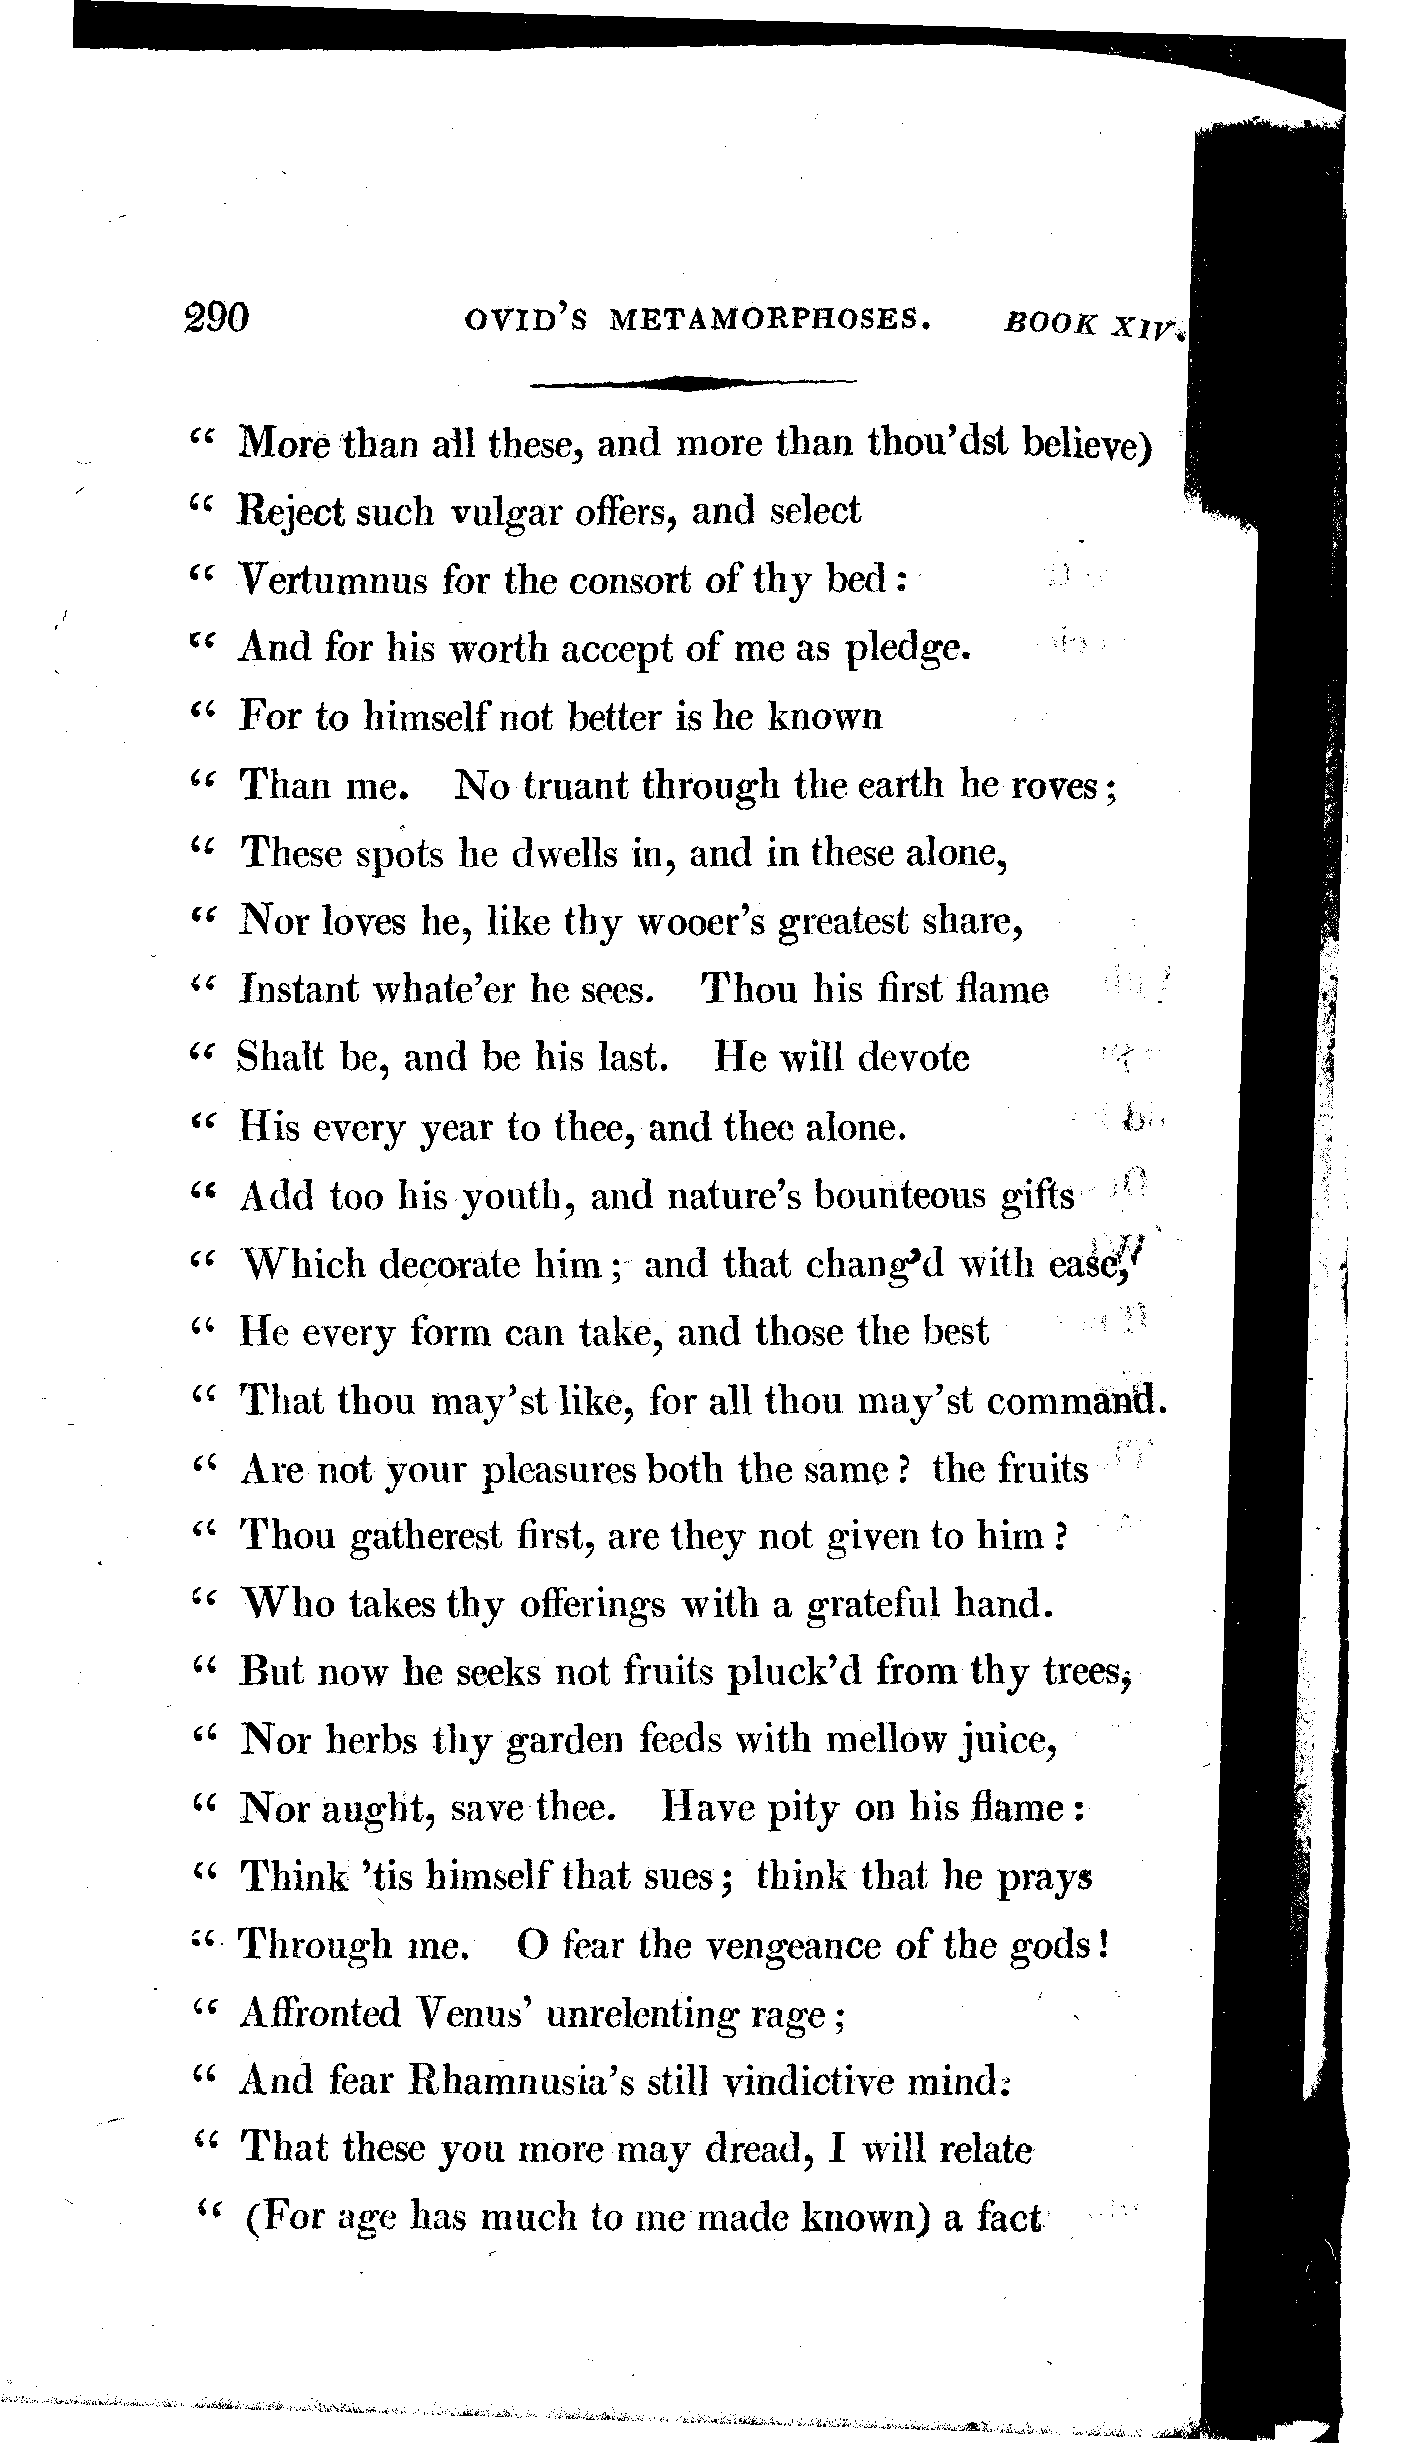 290 OVID'S METAMORPHOSES. BOOK XIV.
“ More than all these, and more than thou'dst believe)
“ Reject such vulgar offers, and select
“ Vertumnus for the consort of thy bed :
“ And for his worth accept of me as pledge.
“ For to himself not better is he known
“ Than me. No truant through the earth he roves ;
“ These spots he dwells in, and in these alone,
“ Nor loves he, like thy wooer's greatest share,
“ Instant whate'er he sees. Thou his first flame
“ Shalt be, and be his last. He will devote
“ His every year to thee, and thee alone.
“ Add too his youth, and nature's bounteous gifts
“ Which decorate him ; and that chang'd with ease,
“ He every form can take, and those the best
“ That thou may'st like, for all thou may'st command.
“ Are not your pleasures both the same ? the fruits
“ Thou gatherest first, are they not given to him ?
“ Who takes thy offerings with a grateful hand.
“ But now he seeks not fruits pluck'd from thy trees,
“ Nor herbs thy garden feeds with mellow juice,
“ Nor aught, save thee. Have pity on his flame :
“ Think 'tis himself that sues ; think that he prays
“ Through me. O fear the vengeance of the gods !
“ Affronted Venus' unrelenting rage ;
“ And fear Rhamnusia's still vindictive mind:
“ That these you more may dread, I will relate
“ (For age has much to me made known) a fact